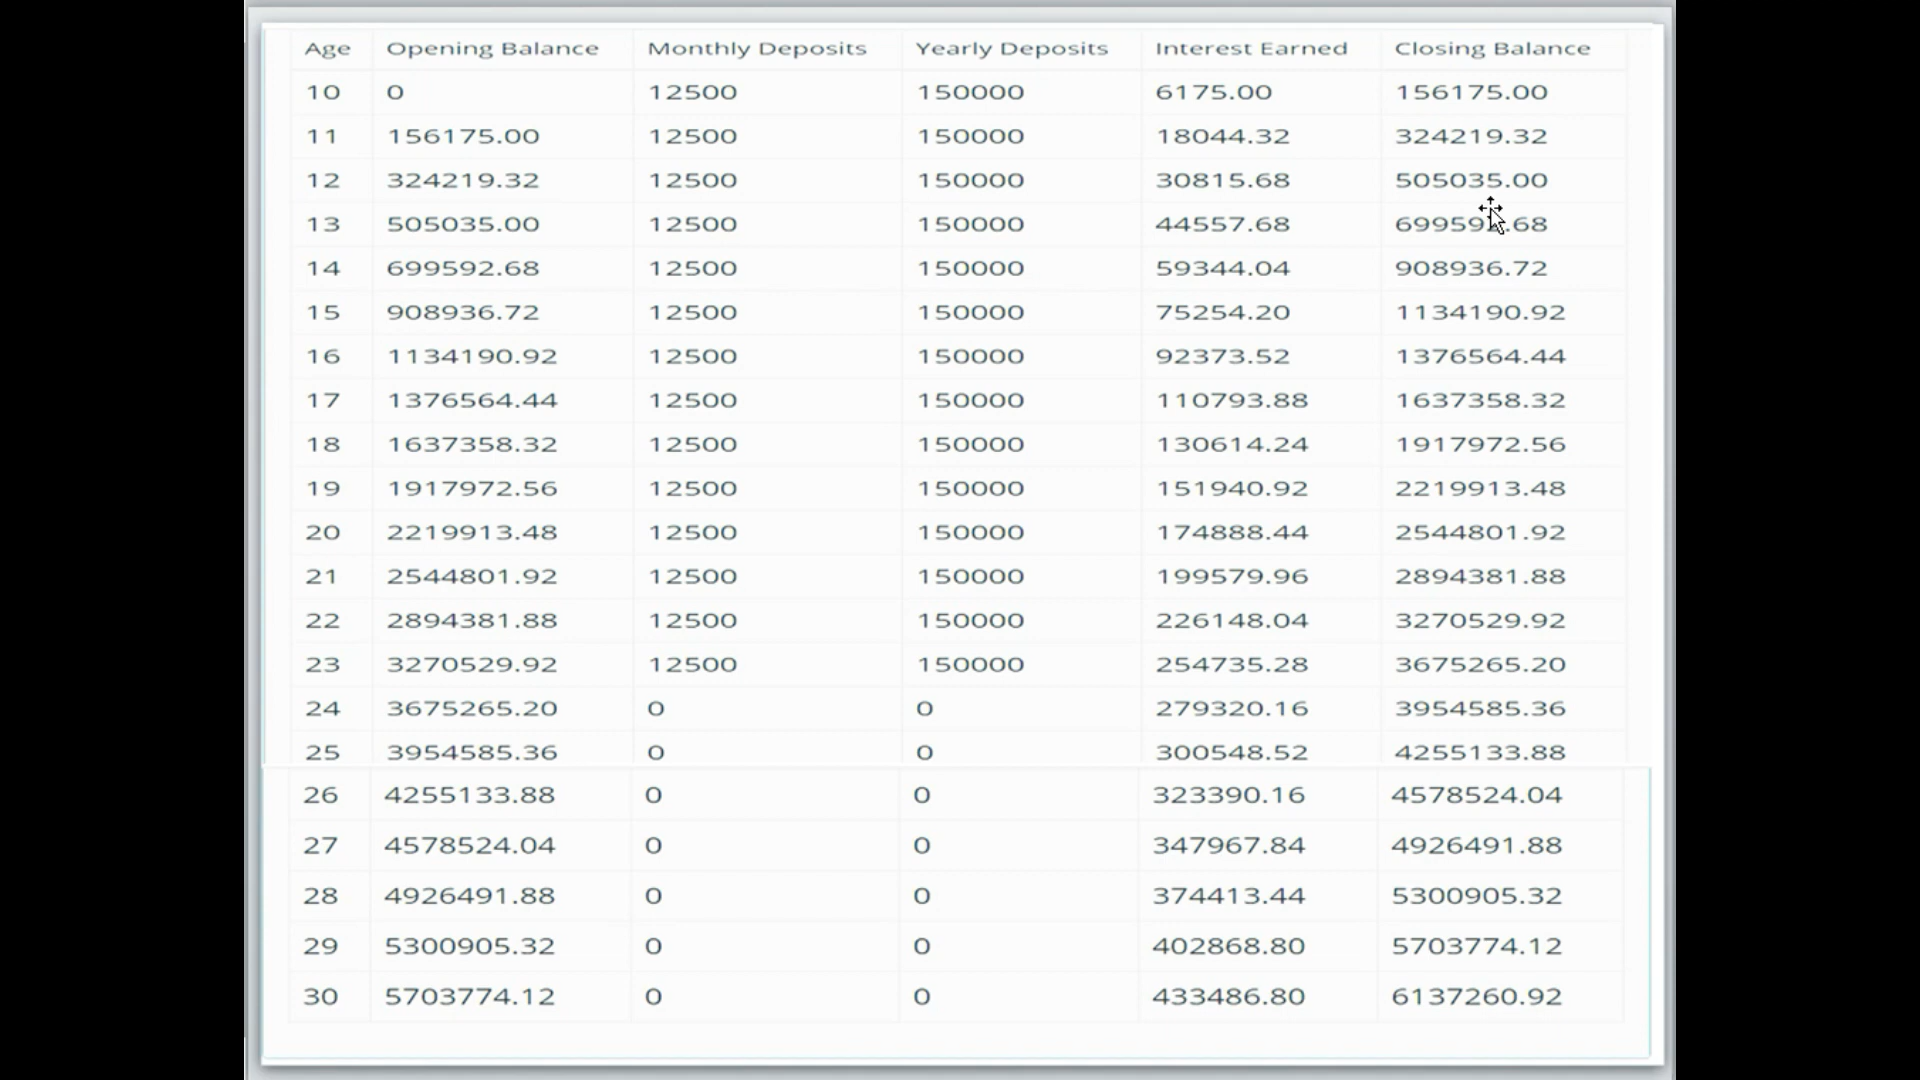 Age Opening Balance Monthly Deposits Yearly Deposits Interest Earned Closing Balance
10 0 12500 150000 6175.00 156175.00
11 156175.00 12500 150000 18044.32 324219.32
12 324219.32 12500 150000 30815.68 505035.00
13 505035.00 12500 150000 44557.68 699592.68
14 699592.68 12500 150000 59344.04 908936.72
15 908936.72 12500 150000 75254.20 1134190.92
16 1134190.92 12500 150000 92373.52 1376564.44
17 1376564.44 12500 150000 110793.88 1637358.32
18 1637358.32 12500 150000 130614.24 1917972.56
19 1917972.56 12500 150000 151940.92 2219913.48
20 2219913.48 12500 150000 174888.44 2544801.92
21 2544801.92 12500 150000 199579.96 2894381.88
22 2894381.88 12500 150000 226148.04 3270529.92
23 3270529.92 12500 150000 254735.28 3675265.20
24 3675265.20 0 0 279320.16 3954585.36
25 3954585.36 0 0 300548.52 4255133.88
26 4255133.88 0 0 323390.16 4578524.04
27 4578524.04 0 0 347967.84 4926491.88
28 4926491.88 0 0 374413.44 5300905.32
29 5300905.32 0 0 402868.80 5703774.12
30 5703774.12 0 0 433486.80 6137260.92